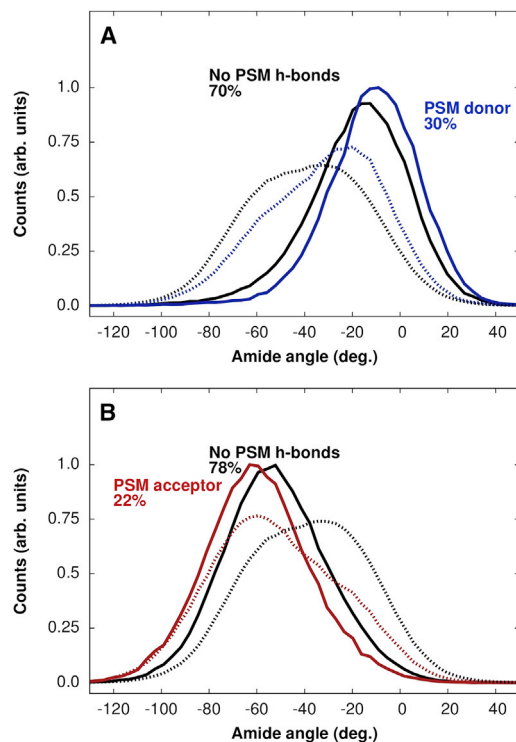 A
No PSM h-bonds
70%
PSM donor
30%
Counts (arb. units)
1.0
0.75
0.5
0.25
0.0
-120 -100 -80 -60 -40 -20 0 20 40
Amide angle (deg.)
B
No PSM h-bonds
78%
PSM acceptor
22%
Counts (arb. units)
1.0
0.75
0.5
0.25
0.0
-120 -100 -80 -60 -40 -20 0 20 40
Amide angle (deg.)